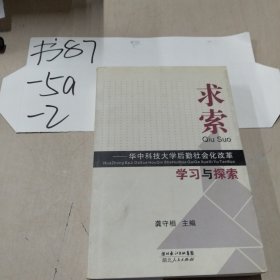 书87
-5a
-2
求索
Qiu Suo
——华中科技大学后勤社会化改革
学习与探索
龚守相 主编
湖北人民出版社